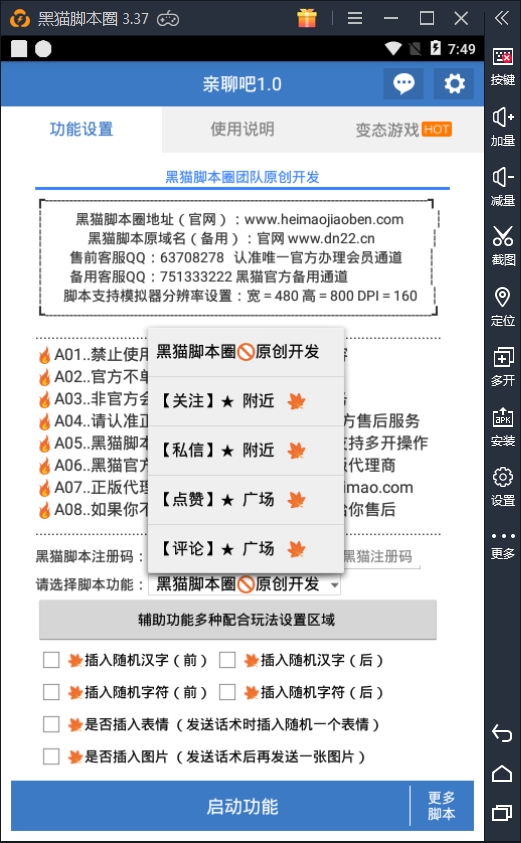 黑猫脚本圈 3.37
7:49
亲聊吧1.0
功能设置
使用说明
变态游戏 HOT
黑猫脚本圈团队原创开发
黑猫脚本圈地址（官网）：www.heimaojiaoben.com
黑猫脚本原域名（备用）：官网 www.dn22.cn
售前客服QQ：63708278 认准唯一官方办理会员通道
备用客服QQ：751333222 黑猫官方备用通道
脚本支持模拟器分辨率设置：宽 = 480 高 = 800 DPI = 160
A01..禁止使用
A02..官方不单
A03..非官方会
A04..请认准正 方售后服务
A05..黑猫脚本 支持多开操作
A06..黑猫官方 版代理商
A07..正版代理 imao.com
A08..如果你不 给你售后
黑猫脚本圈🚫原创开发
【关注】★ 附近
【私信】★ 附近
【点赞】★ 广场
【评论】★ 广场
黑猫脚本注册码： 黑猫注册码
请选择脚本功能： 黑猫脚本圈🚫原创开发
辅助功能多种配合玩法设置区域
插入随机汉字（前） 插入随机汉字（后）
插入随机字符（前） 插入随机字符（后）
是否插入表情（发送话术时插入随机一个表情）
是否插入图片（发送话术后再发送一张图片）
启动功能
更多
脚本
按键
加量
减量
截图
定位
多开
APK
安装
设置
更多